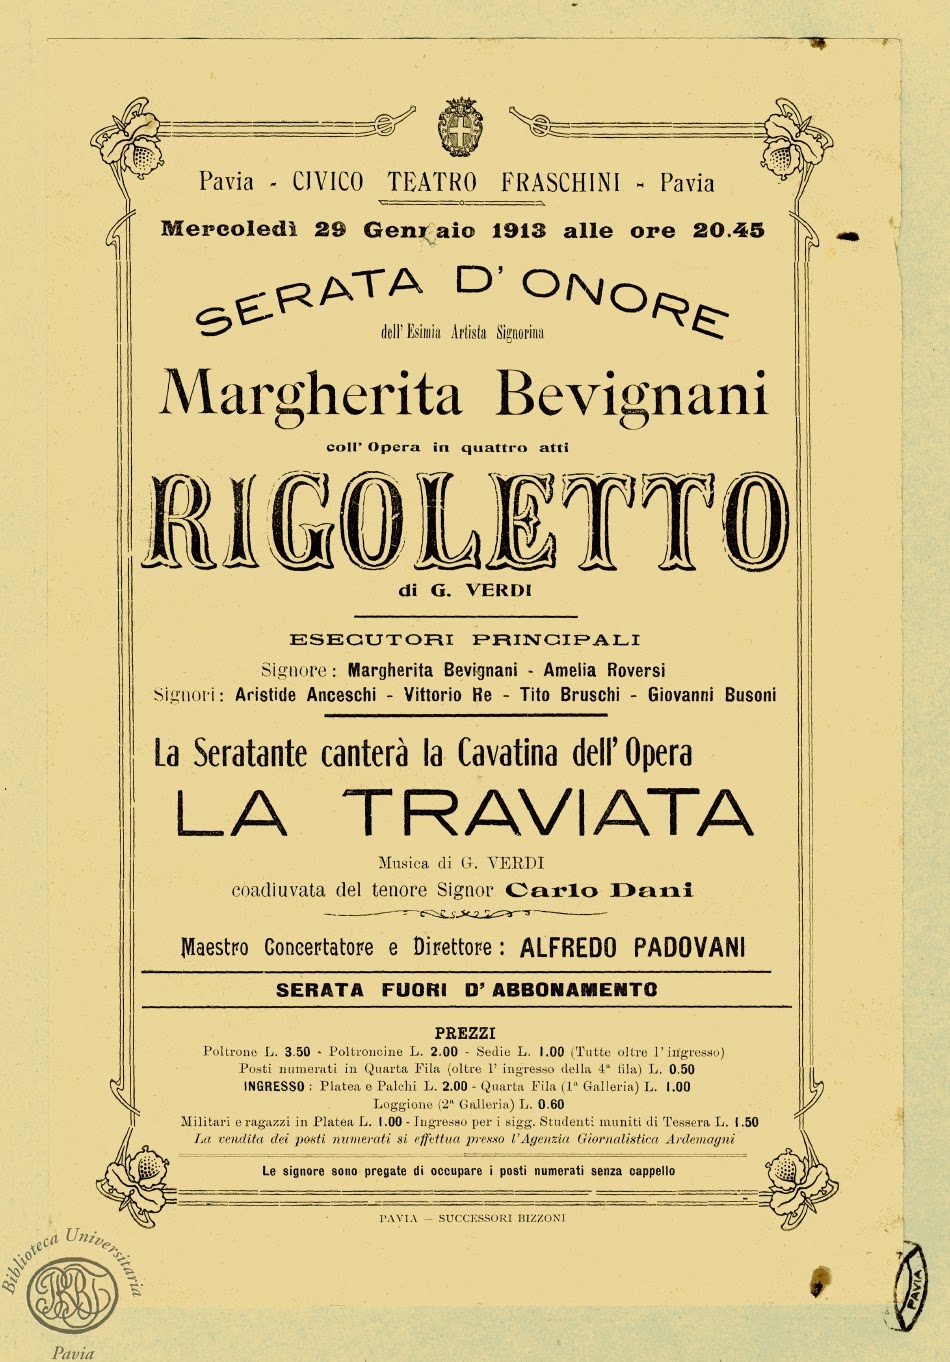 Pavia - CIVICO TEATRO FRASCHINI - Pavia
Mercoledì 29 Gennaio 1913 alle ore 20.45
SERATA D'ONORE
dell'Esimia Artista Signorina
Margherita Bevignani
coll'Opera in quattro atti
RIGOLETTO
di G. VERDI
ESECUTORI PRINCIPALI
Signore: Margherita Bevignani - Amelia Roversi
Signori: Aristide Anceschi - Vittorio Re - Tito Bruschi - Giovanni Busoni
La Seratante canterà la Cavatina dell'Opera
LA TRAVIATA
Musica di G. VERDI
coadiuvata del tenore Signor Carlo Dani
Maestro Concertatore e Direttore: ALFREDO PADOVANI
SERATA FUORI D'ABBONAMENTO
PREZZI
Poltrone L. 3.50 - Poltroncine L. 2.00 - Sedie L. 1.00 (Tutte oltre l'ingresso)
Posti numerati in Quarta Fila (oltre l'ingresso della 4ª fila) L. 0.50
INGRESSO: Platea e Palchi L. 2.00 - Quarta Fila (1ª Galleria) L. 1.00
Loggione (2ª Galleria) L. 0.60
Militari e ragazzi in Platea L. 1.00 - Ingresso per i sigg. Studenti muniti di Tessera L. 1.50
La vendita dei posti numerati si effettua presso l'Agenzia Giornalistica Ardemagni
Le signore sono pregate di occupare i posti numerati senza cappello
PAVIA — SUCCESSORI BIZZONI
Biblioteca Universitaria
Pavia
PAVIA